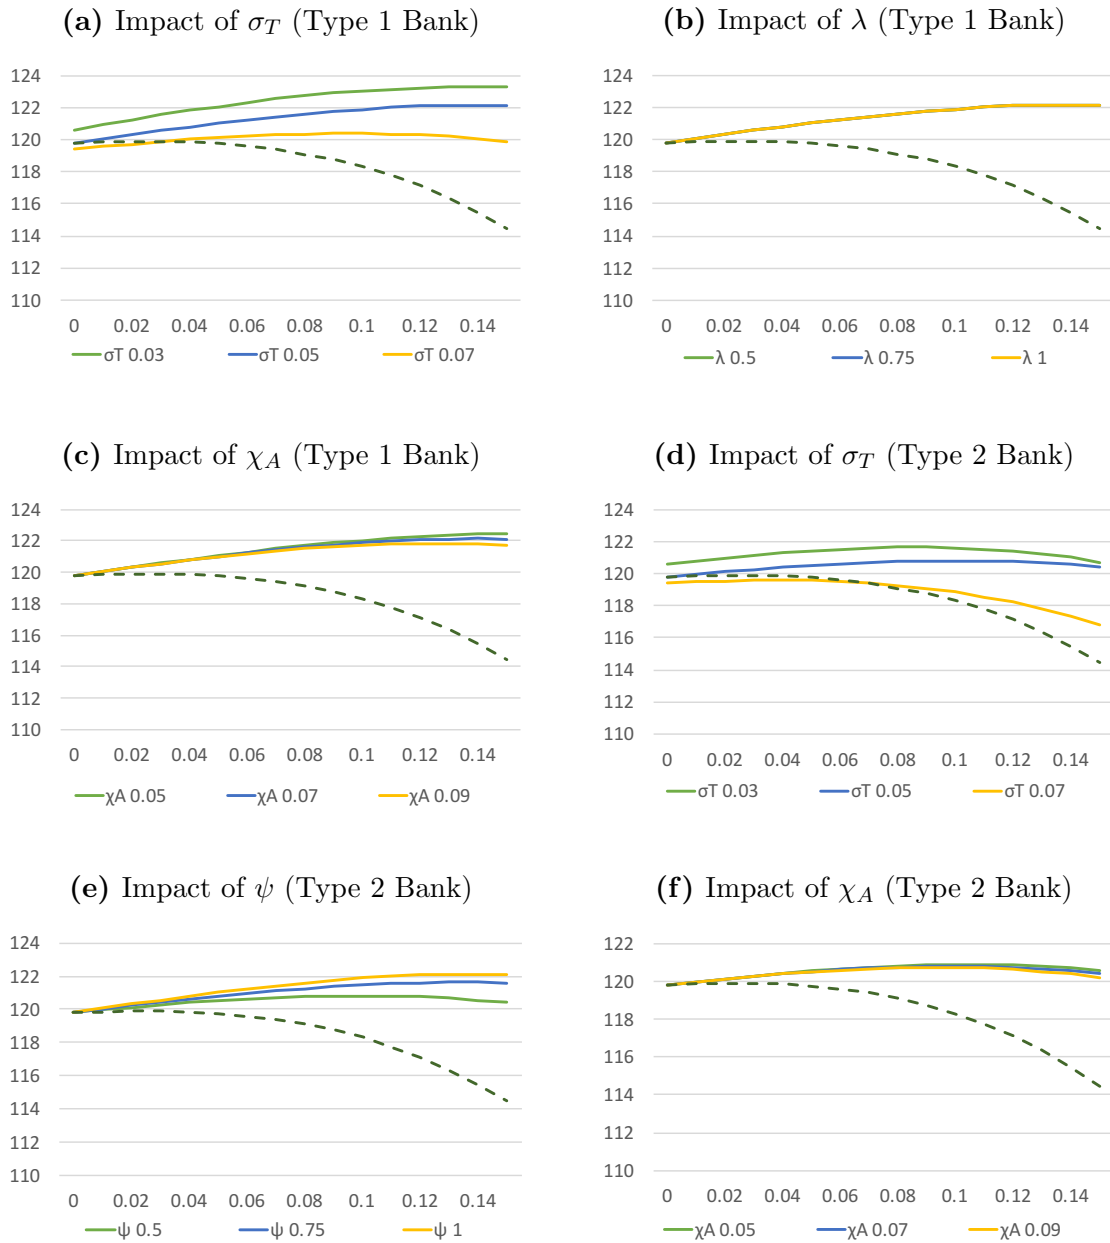 (a) Impact of σ_T (Type 1 Bank)
124
122
120
118
116
114
112
110
0 0.02 0.04 0.06 0.08 0.1 0.12 0.14
σT 0.03 σT 0.05 σT 0.07
(b) Impact of λ (Type 1 Bank)
124
122
120
118
116
114
112
110
0 0.02 0.04 0.06 0.08 0.1 0.12 0.14
λ 0.5 λ 0.75 λ 1
(c) Impact of χ_A (Type 1 Bank)
124
122
120
118
116
114
112
110
0 0.02 0.04 0.06 0.08 0.1 0.12 0.14
χA 0.05 χA 0.07 χA 0.09
(d) Impact of σ_T (Type 2 Bank)
124
122
120
118
116
114
112
110
0 0.02 0.04 0.06 0.08 0.1 0.12 0.14
σT 0.03 σT 0.05 σT 0.07
(e) Impact of ψ (Type 2 Bank)
124
122
120
118
116
114
112
110
0 0.02 0.04 0.06 0.08 0.1 0.12 0.14
ψ 0.5 ψ 0.75 ψ 1
(f) Impact of χ_A (Type 2 Bank)
122
120
118
116
114
112
110
0 0.02 0.04 0.06 0.08 0.1 0.12 0.14
χA 0.05 χA 0.07 χA 0.09